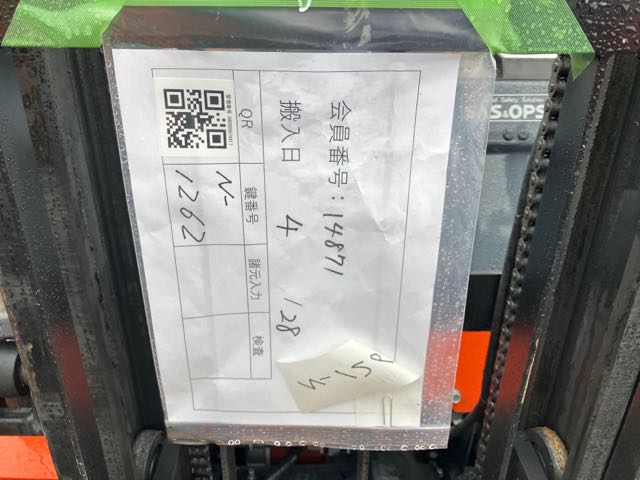 会員番号：14871
搬入日 4 128
QR 鍵番号 諸元入力 検査
N-
1262
S&OPS